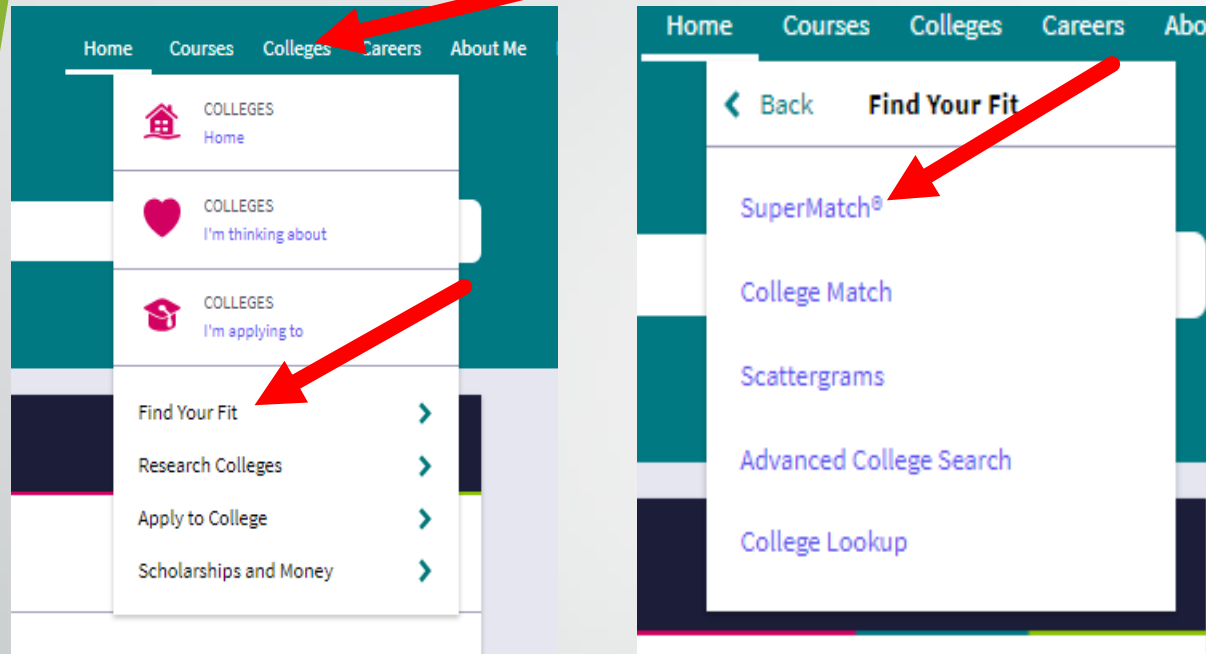 Home Courses Colleges Careers About Me
COLLEGES
Home
COLLEGES
I'm thinking about
COLLEGES
I'm applying to
Find Your Fit
Research Colleges
Apply to College
Scholarships and Money
Home Courses Colleges Careers Abo
Back Find Your Fit
SuperMatch®
College Match
Scattergrams
Advanced College Search
College Lookup